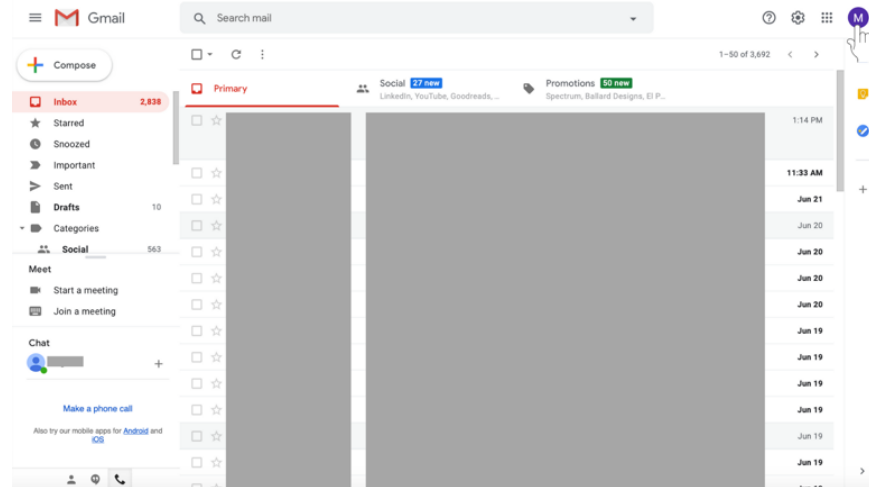 Gmail
Search mail
M
Compose
1–50 of 3,692
Primary
Social 27 new
LinkedIn, YouTube, Goodreads, ...
Promotions 50 new
Spectrum, Ballard Designs, El P...
Inbox 2,838
Starred
Snoozed
Important
Sent
Drafts 10
Categories
Social 563
Meet
Start a meeting
Join a meeting
Chat
Make a phone call
Also try our mobile apps for Android and
iOS
1:14 PM
11:33 AM
Jun 21
Jun 20
Jun 20
Jun 20
Jun 20
Jun 19
Jun 19
Jun 19
Jun 19
Jun 19
Jun 19